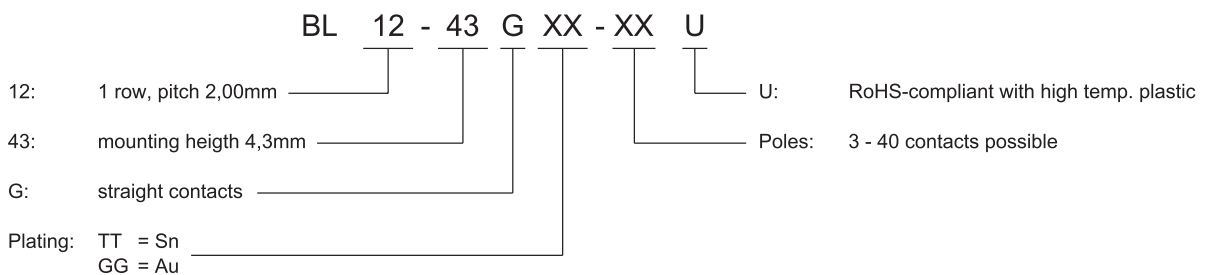 BL 12 - 43 G XX - XX U
12: 1 row, pitch 2,00mm
U: RoHS-compliant with high temp. plastic
43: mounting heigth 4,3mm
Poles: 3 - 40 contacts possible
G: straight contacts
Plating: TT = Sn
GG = Au